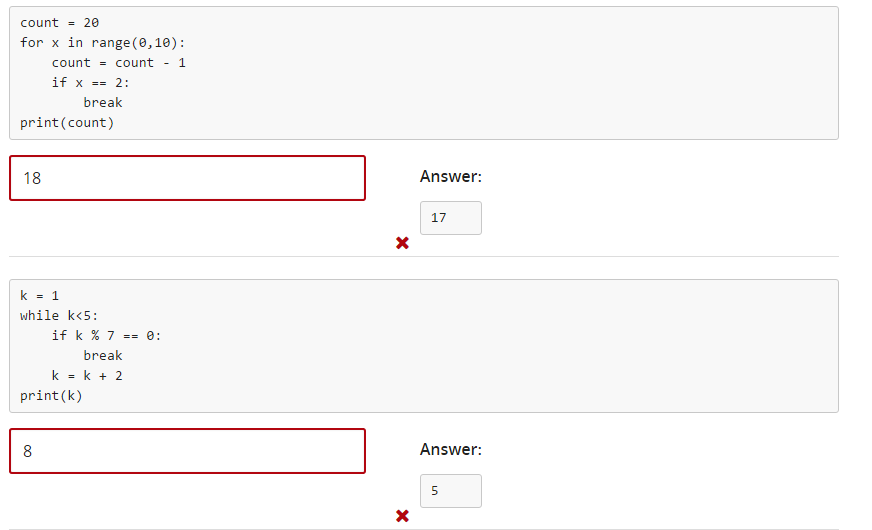 count = 20
for x in range(0,10):
    count = count - 1
    if x == 2:
        break
print(count)
18
Answer:
17
k = 1
while k<5:
    if k % 7 == 0:
        break
    k = k + 2
print(k)
8
Answer:
5